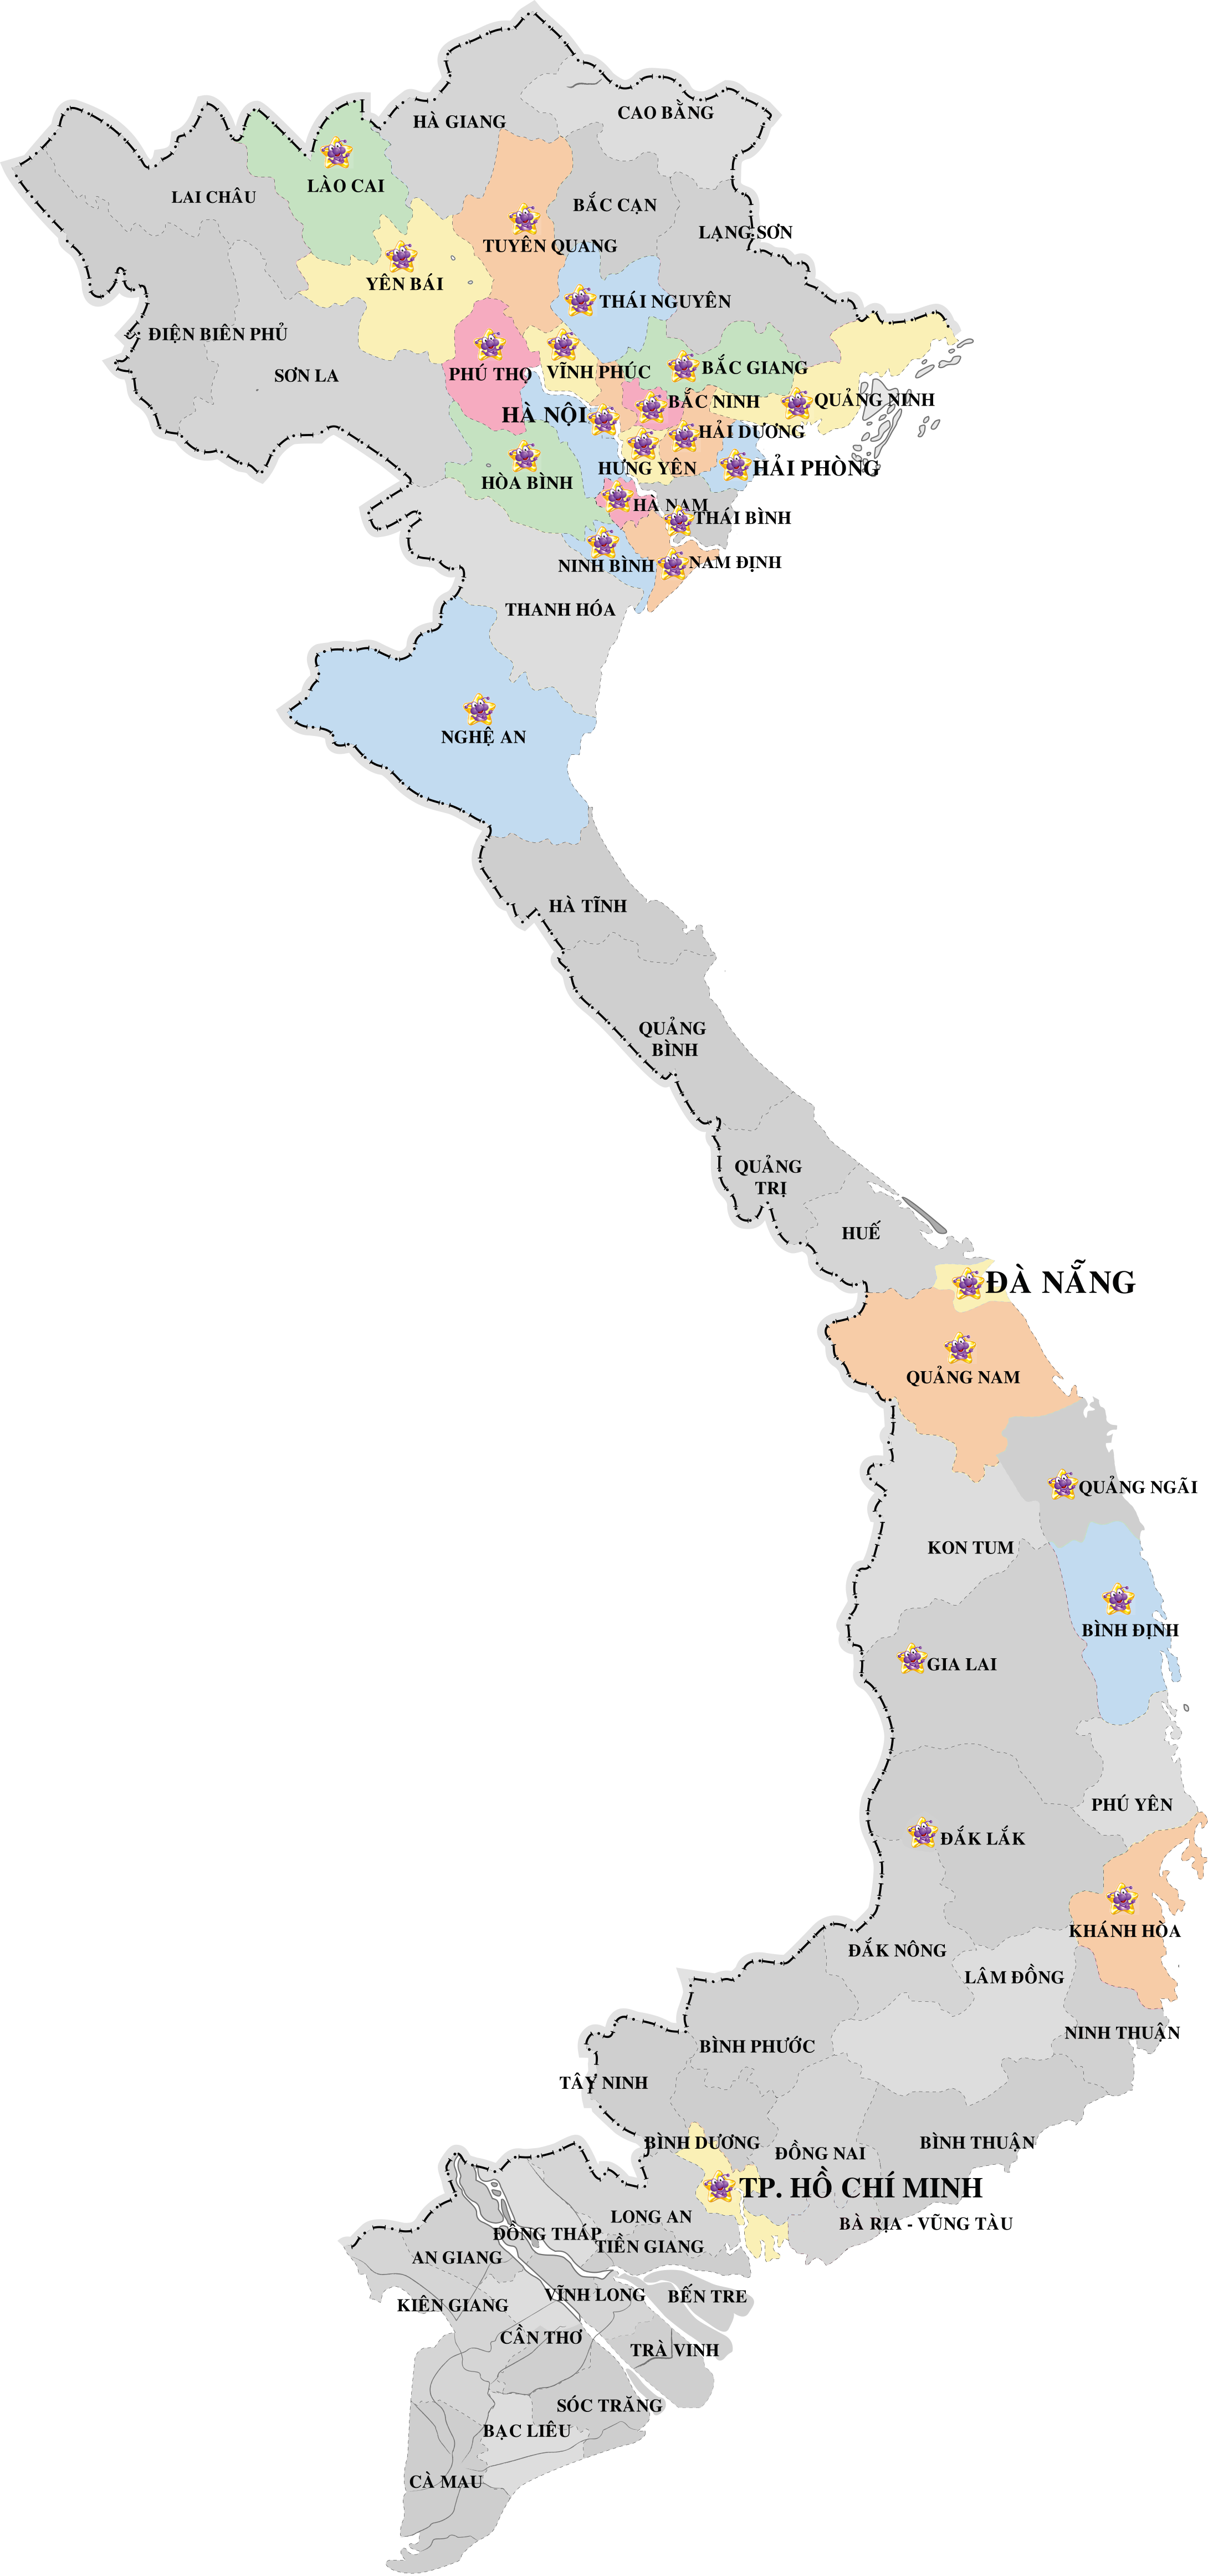 HÀ GIANG
CAO BẰNG
LÀO CAI
LAI CHÂU
BẮC CẠN
LẠNG SƠN
TUYÊN QUANG
YÊN BÁI
THÁI NGUYÊN
ĐIỆN BIÊN PHỦ
SƠN LA
PHÚ THỌ
VĨNH PHÚC
BẮC GIANG
BẮC NINH
QUẢNG NINH
HÀ NỘI
HẢI DƯƠNG
HƯNG YÊN
HẢI PHÒNG
HÒA BÌNH
HÀ NAM
THÁI BÌNH
NINH BÌNH
NAM ĐỊNH
THANH HÓA
NGHỆ AN
HÀ TĨNH
QUẢNG
BÌNH
QUẢNG
TRỊ
HUẾ
ĐÀ NẴNG
QUẢNG NAM
QUẢNG NGÃI
KON TUM
BÌNH ĐỊNH
GIA LAI
PHÚ YÊN
ĐẮK LẮK
KHÁNH HÒA
ĐẮK NÔNG
LÂM ĐỒNG
NINH THUẬN
BÌNH PHƯỚC
TÂY NINH
BÌNH DƯƠNG
ĐỒNG NAI
BÌNH THUẬN
TP. HỒ CHÍ MINH
LONG AN
BÀ RỊA - VŨNG TÀU
ĐỒNG THÁP
TIỀN GIANG
AN GIANG
VĨNH LONG
BẾN TRE
KIÊN GIANG
CẦN THƠ
TRÀ VINH
SÓC TRĂNG
BẠC LIÊU
CÀ MAU